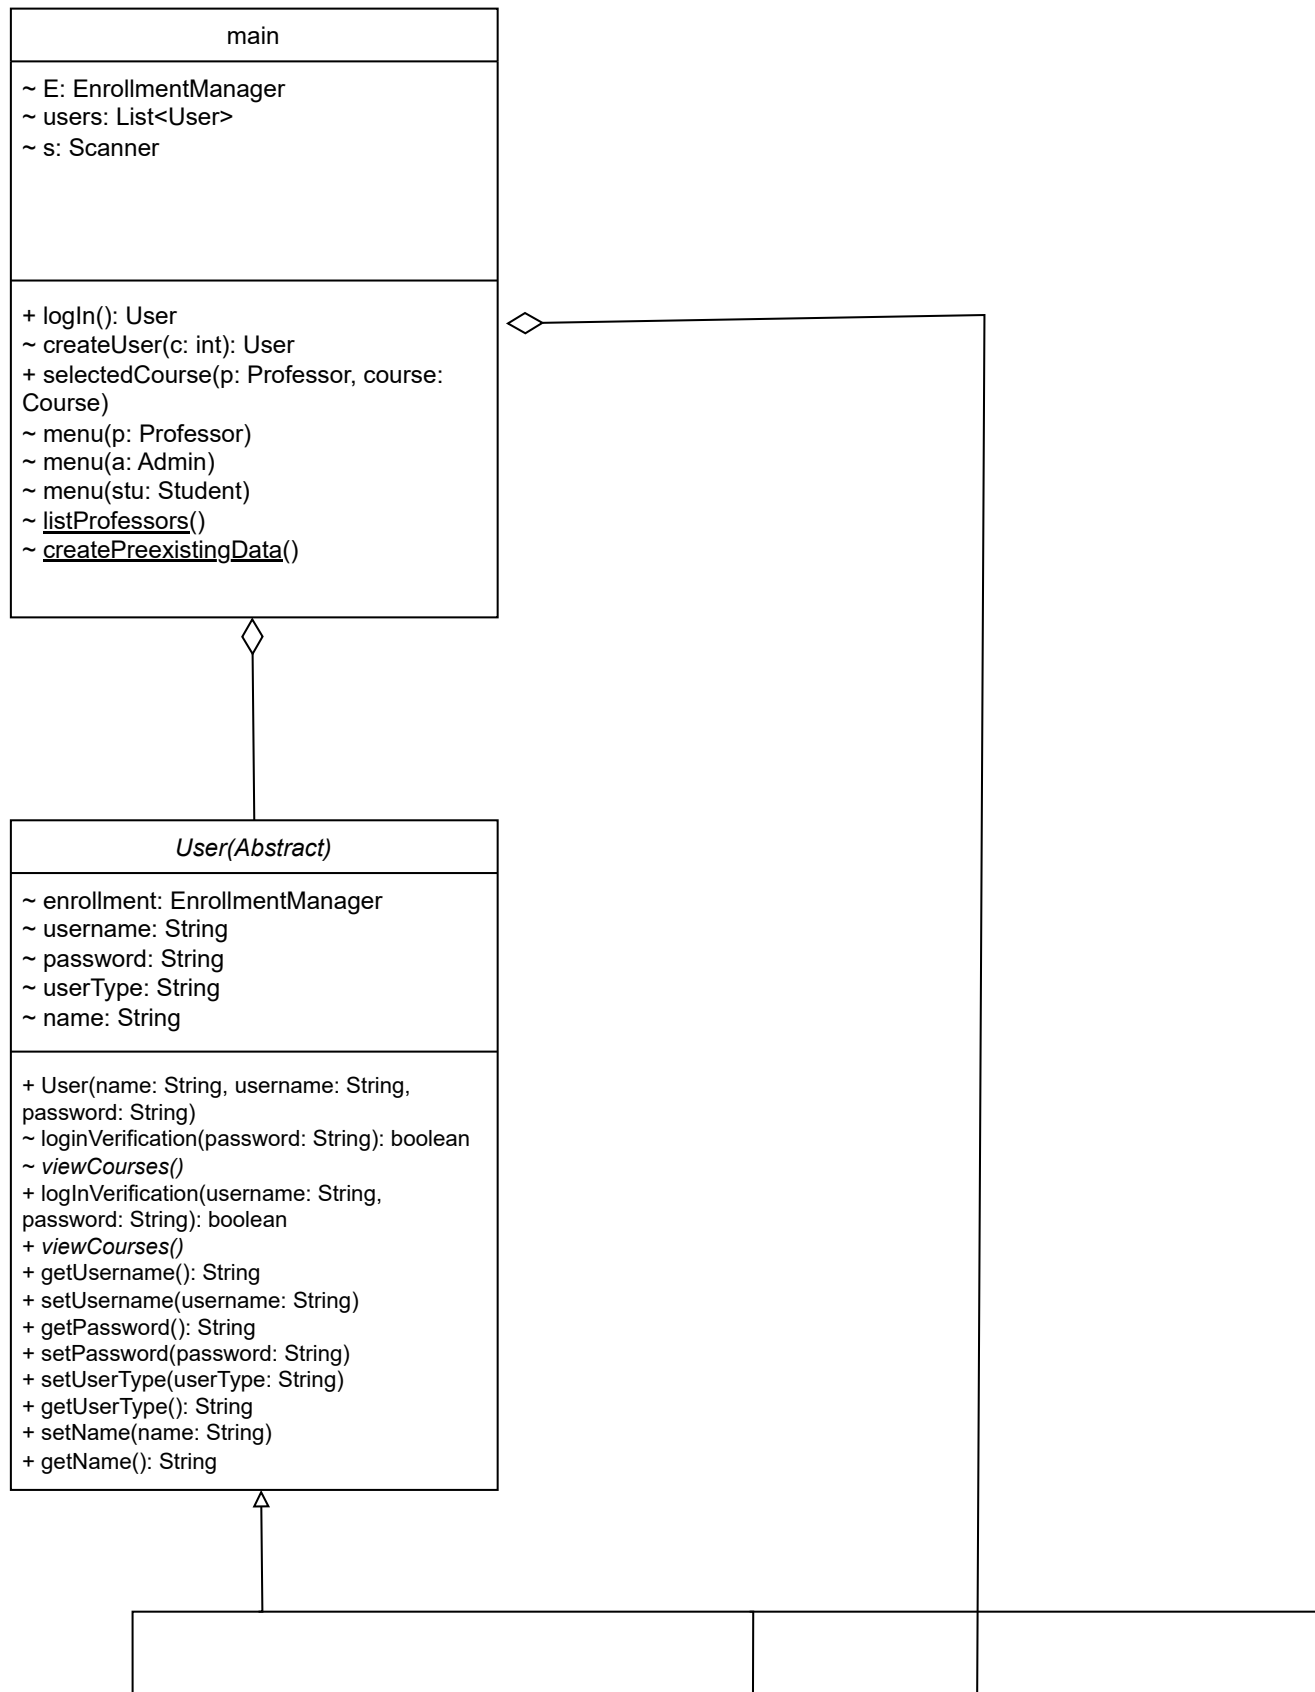 main
~ E: EnrollmentManager
~ users: List<User>
~ s: Scanner
+ logIn(): User
~ createUser(c: int): User
+ selectedCourse(p: Professor, course:
Course)
~ menu(p: Professor)
~ menu(a: Admin)
~ menu(stu: Student)
~ listProfessors()
~ createPreexistingData()
User(Abstract)
~ enrollment: EnrollmentManager
~ username: String
~ password: String
~ userType: String
~ name: String
+ User(name: String, username: String,
password: String)
~ loginVerification(password: String): boolean
~ viewCourses()
+ logInVerification(username: String,
password: String): boolean
+ viewCourses()
+ getUsername(): String
+ setUsername(username: String)
+ getPassword(): String
+ setPassword(password: String)
+ setUserType(userType: String)
+ getUserType(): String
+ setName(name: String)
+ getName(): String